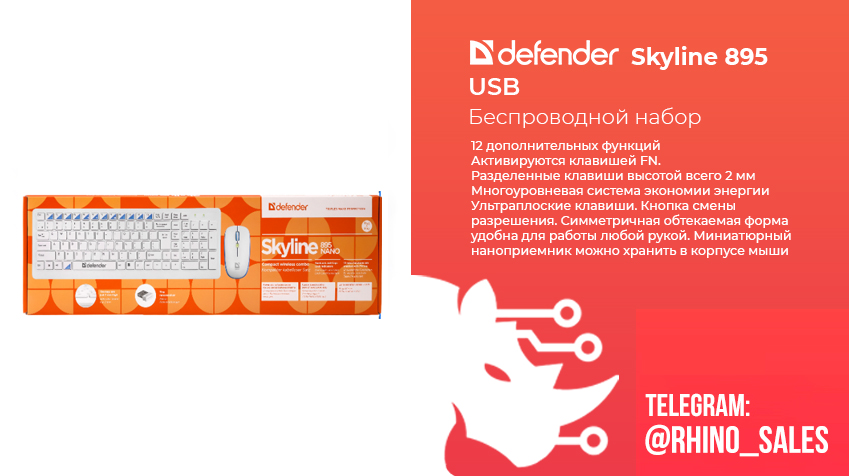 defender
Skyline 895
NANO
defender
defender Skyline 895
USB
Беспроводной набор
12 дополнительных функций
Активируются клавишей FN.
Разделенные клавиши высотой всего 2 мм
Многоуровневая система экономии энергии
Ультраплоские клавиши. Кнопка смены
разрешения. Симметричная обтекаемая форма
удобна для работы любой рукой. Миниатюрный
наноприемник можно хранить в корпусе мыши
TELEGRAM:
@RHINO_SALES